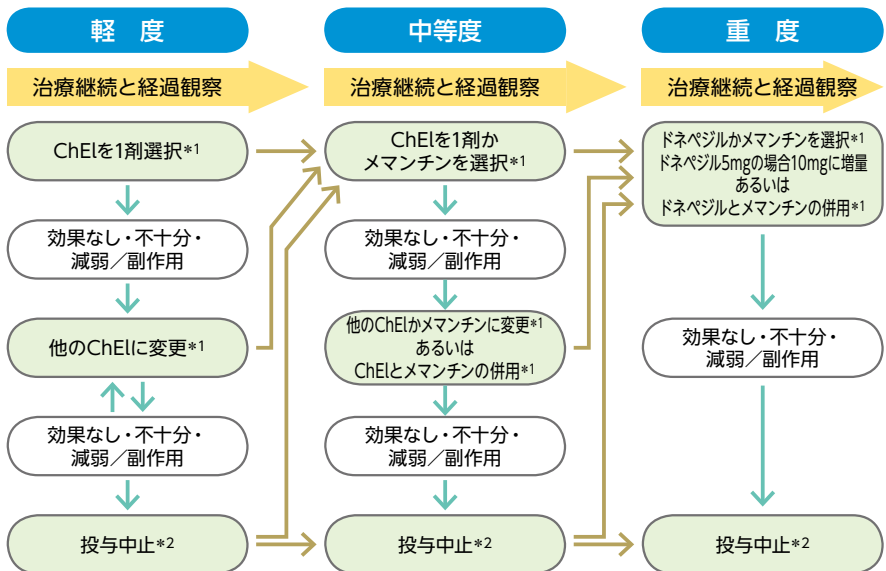 軽 度
治療継続と経過観察
ChEIを1剤選択*1
効果なし・不十分・
減弱/副作用
他のChEIに変更*1
効果なし・不十分・
減弱/副作用
投与中止*2
中等度
治療継続と経過観察
ChEIを1剤か
メマンチンを選択*1
効果なし・不十分・
減弱/副作用
他のChEIかメマンチンに変更*1
あるいは
ChEIとメマンチンの併用*1
効果なし・不十分・
減弱/副作用
投与中止*2
重 度
治療継続と経過観察
ドネペジルかメマンチンを選択*1
ドネペジル5mgの場合10mgに増量
あるいは
ドネペジルとメマンチンの併用*1
効果なし・不十分・
減弱/副作用
投与中止*2